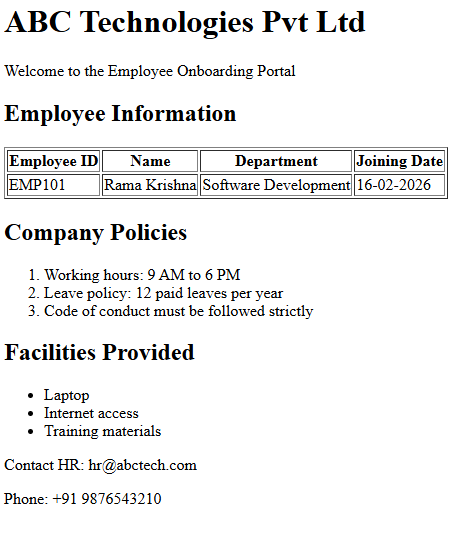 ABC Technologies Pvt Ltd
Welcome to the Employee Onboarding Portal
Employee Information
Employee ID Name Department Joining Date
EMP101 Rama Krishna Software Development 16-02-2026
Company Policies
1. Working hours: 9 AM to 6 PM
2. Leave policy: 12 paid leaves per year
3. Code of conduct must be followed strictly
Facilities Provided
• Laptop
• Internet access
• Training materials
Contact HR: hr@abctech.com
Phone: +91 9876543210